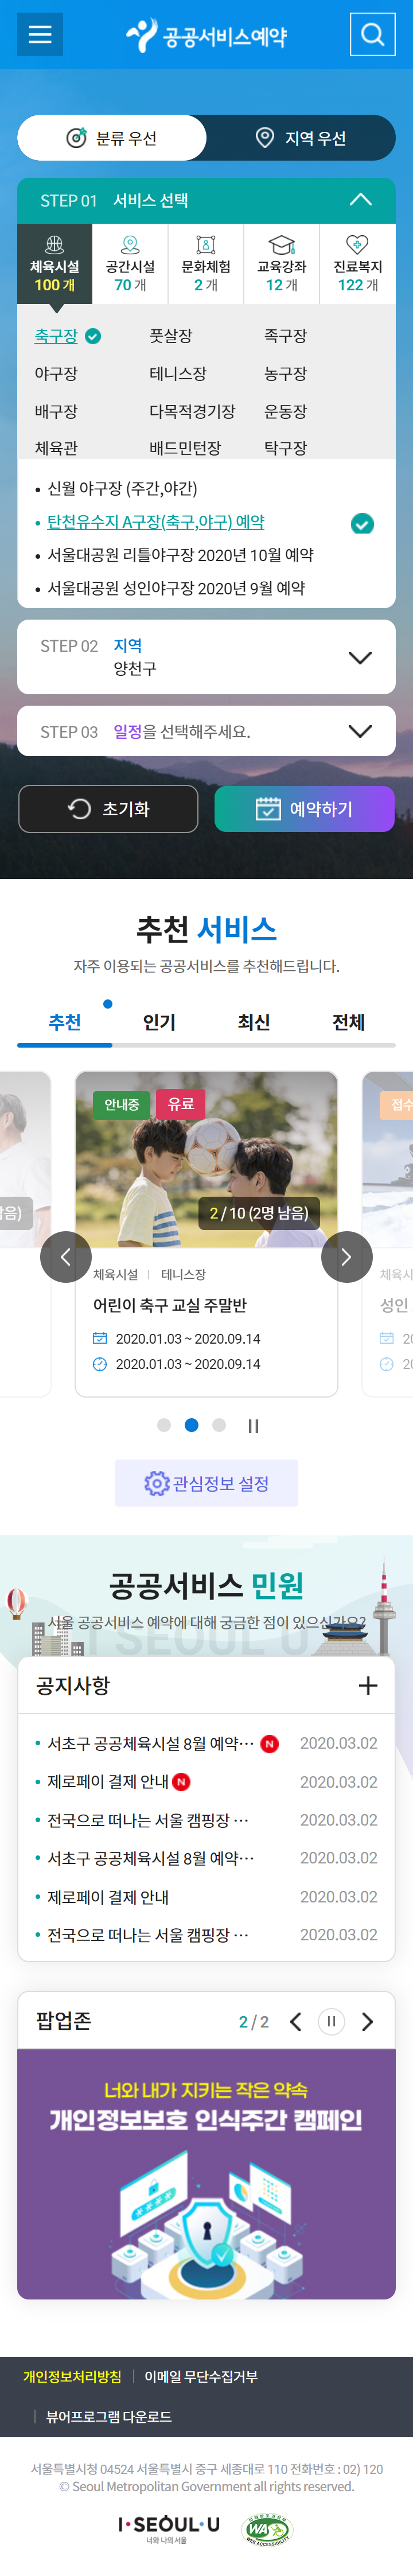 공공서비스예약
분류 우선
지역 우선
STEP 01 서비스 선택
체육시설 공간시설 문화체험 교육강좌 진료복지
100 개 70 개 2 개 12 개 122 개
축구장 풋살장 족구장
야구장 테니스장 농구장
배구장 다목적경기장 운동장
체육관 배드민턴장 탁구장
신월 야구장 (주간,야간)
탄천유수지 A구장(축구,야구) 예약
서울대공원 리틀야구장 2020년 10월 예약
서울대공원 성인야구장 2020년 9월 예약
STEP 02 지역
양천구
STEP 03 일정을 선택해주세요.
초기화
예약하기
추천 서비스
자주 이용되는 공공서비스를 추천해드립니다.
추천 인기 최신 전체
안내중 유료
접수
남음)
2 / 10 (2명 남음)
체육시설 | 테니스장
체육시
어린이 축구 교실 주말반
성인
2020.01.03 ~ 2020.09.14
20
2020.01.03 ~ 2020.09.14
20
관심정보 설정
공공서비스 민원
서울 공공서비스 예약에 대해 궁금한 점이 있으신가요?
I SEOUL U
공지사항
서초구 공공체육시설 8월 예약⋯ N 2020.03.02
제로페이 결제 안내 N 2020.03.02
전국으로 떠나는 서울 캠핑장 ⋯ 2020.03.02
서초구 공공체육시설 8월 예약⋯ 2020.03.02
제로페이 결제 안내 2020.03.02
전국으로 떠나는 서울 캠핑장 ⋯ 2020.03.02
팝업존
2 / 2
너와 내가 지키는 작은 약속
개인정보보호 인식주간 캠페인
개인정보처리방침 | 이메일 무단수집거부
| 뷰어프로그램 다운로드
서울특별시청 04524 서울특별시 중구 세종대로 110 전화번호 : 02) 120
© Seoul Metropolitan Government all rights reserved.
I·SEOUL·U
너와 나의 서울
WA
WEB ACCESSIBILITY